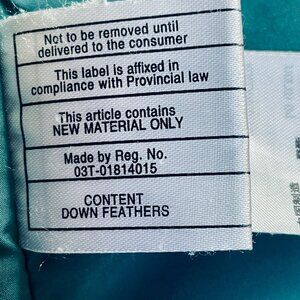 Not to be removed until
delivered to the consumer
This label is affixed in
compliance with Provincial law
This article contains
NEW MATERIAL ONLY
Made by Reg. No.
03T-01814015
CONTENT
DOWN FEATHERS